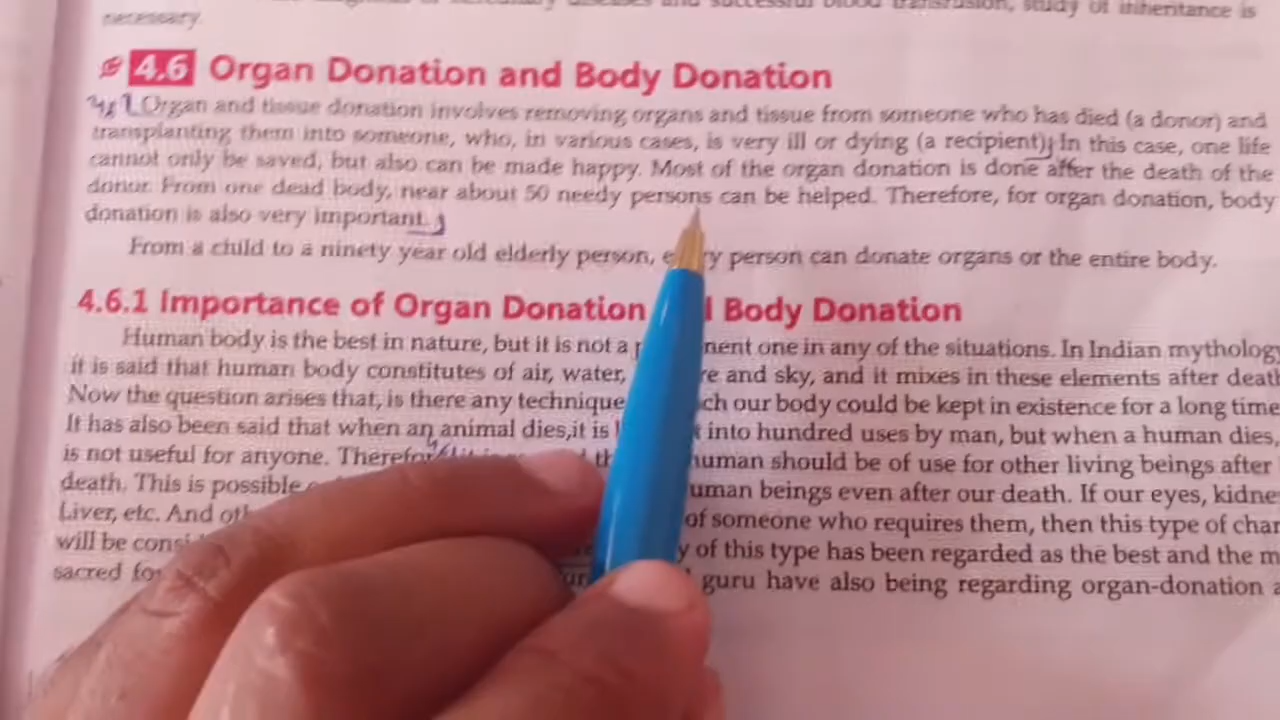 necessary.
4.6 Organ Donation and Body Donation
Organ and tissue donation involves removing organs and tissue from someone who has died (a donor) and
transplanting them into someone, who, in various cases, is very ill or dying (a recipient). In this case, one life
cannot only be saved, but also can be made happy. Most of the organ donation is done after the death of the
donor. From one dead body, near about 50 needy persons can be helped. Therefore, for organ donation, body
donation is also very important.
From a child to a ninety year old elderly person, person can donate organs or the entire body.
4.6.1 Importance of Organ Donation Body Donation
Human body is the best in nature, but it is not a one in any of the situations. In Indian mythology
it is said that human body constitutes of air, water, and sky, and it mixes in these elements after death
Now the question arises that, is there any technique our body could be kept in existence for a long time
It has also been said that when an animal dies,it is into hundred uses by man, but when a human dies,
is not useful for anyone. human should be of use for other living beings after
death. This is possible human beings even after our death. If our eyes,
Liver, etc. And of someone who requires them, then this type of
will be of this type has been regarded as the best and the
sacred guru have also being regarding organ-donation